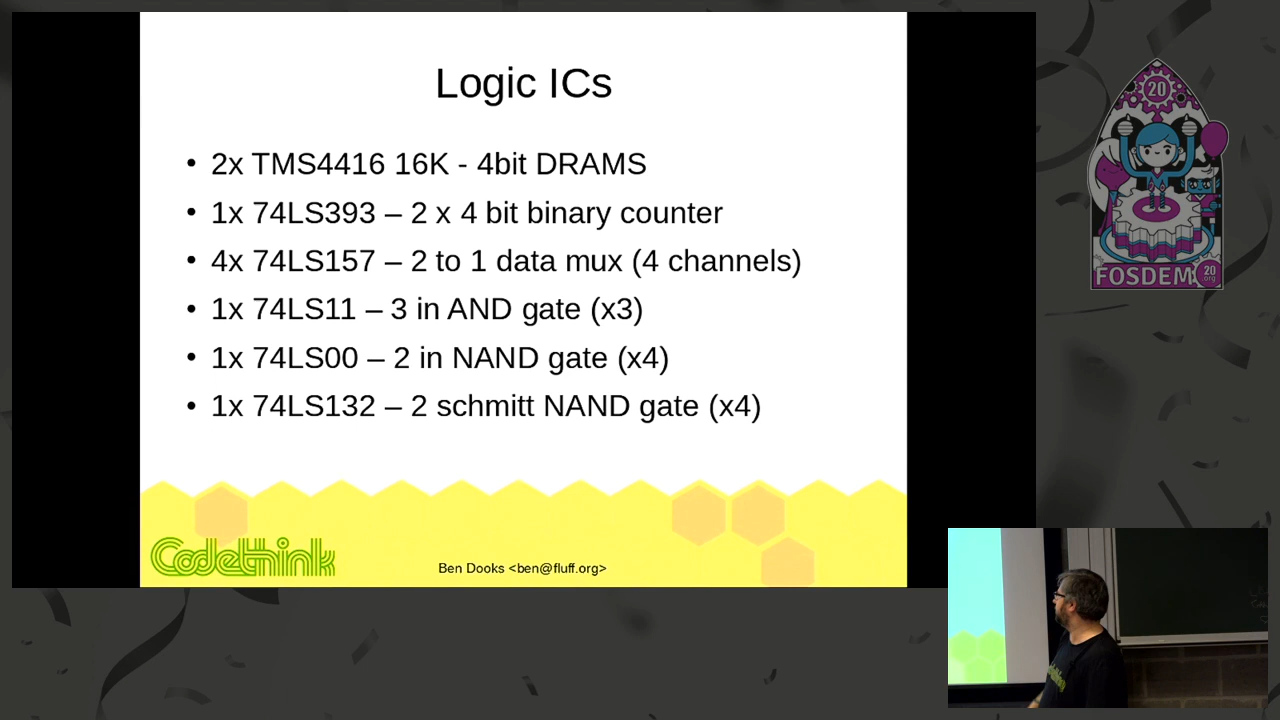 Logic ICs
• 2x TMS4416 16K - 4bit DRAMS
• 1x 74LS393 – 2 x 4 bit binary counter
• 4x 74LS157 – 2 to 1 data mux (4 channels)
• 1x 74LS11 – 3 in AND gate (x3)
• 1x 74LS00 – 2 in NAND gate (x4)
• 1x 74LS132 – 2 schmitt NAND gate (x4)
Codethink
Ben Dooks <ben@fluff.org>
20
FOSDEM
20
.org